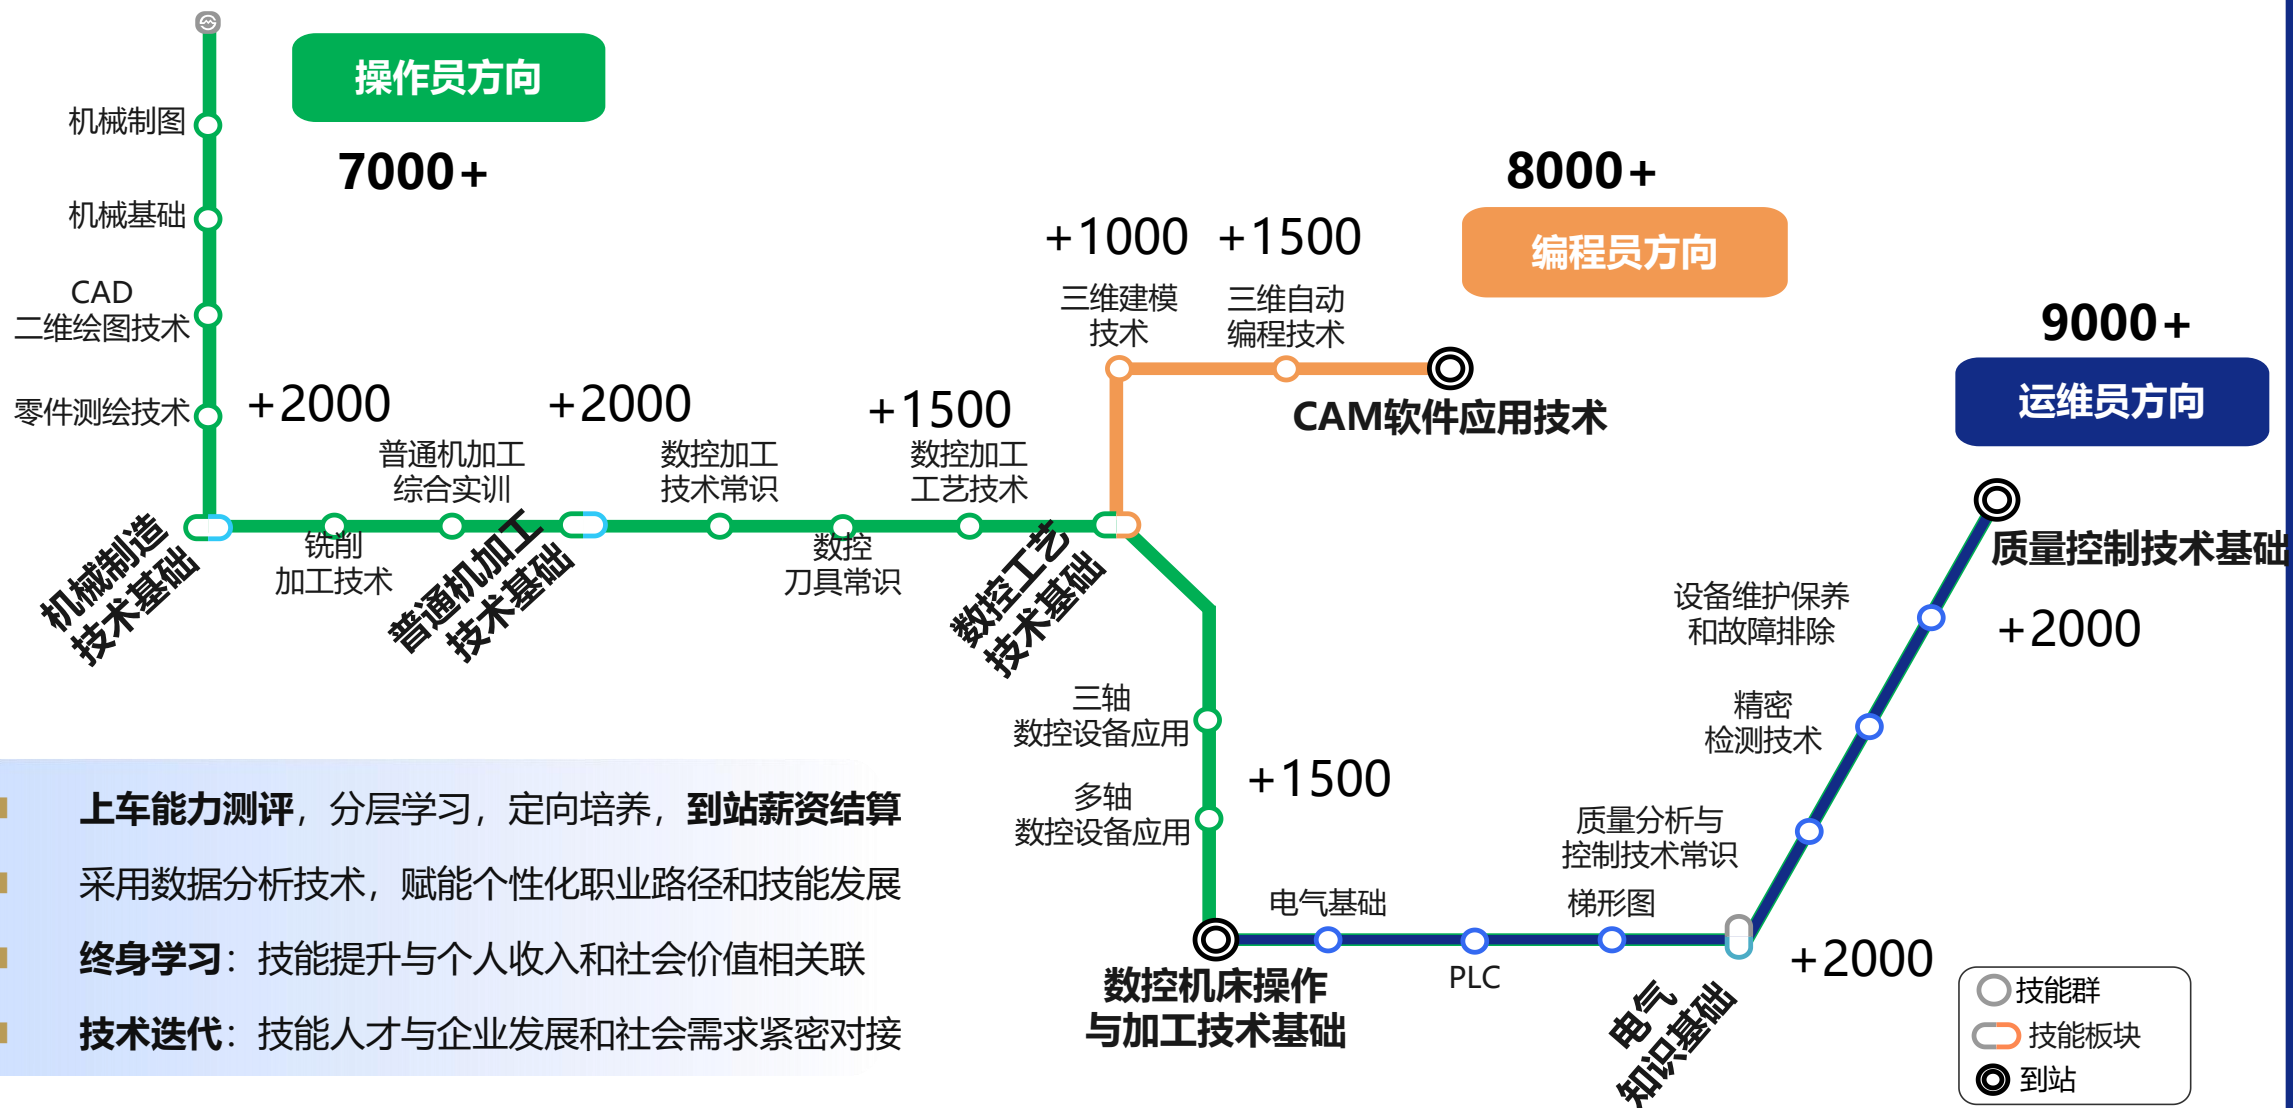 操作员方向
7000+
机械制图
机械基础
CAD
二维绘图技术
零件测绘技术
机械制造
技术基础
+2000
铣削
加工技术
普通机加工
综合实训
普通机加工
技术基础
+2000
数控加工
技术常识
数控
刀具常识
+1500
数控加工
工艺技术
数控工艺
技术基础
+1000
三维建模
技术
+1500
三维自动
编程技术
8000+
编程员方向
CAM软件应用技术
三轴
数控设备应用
多轴
数控设备应用
+1500
数控机床操作
与加工技术基础
电气基础
PLC
梯形图
电气
知识基础
+2000
质量分析与
控制技术常识
精密
检测技术
设备维护保养
和故障排除
+2000
质量控制技术基础
9000+
运维员方向
上车能力测评，分层学习，定向培养，到站薪资结算
采用数据分析技术，赋能个性化职业路径和技能发展
终身学习：技能提升与个人收入和社会价值相关联
技术迭代：技能人才与企业发展和社会需求紧密对接
技能群
技能板块
到站